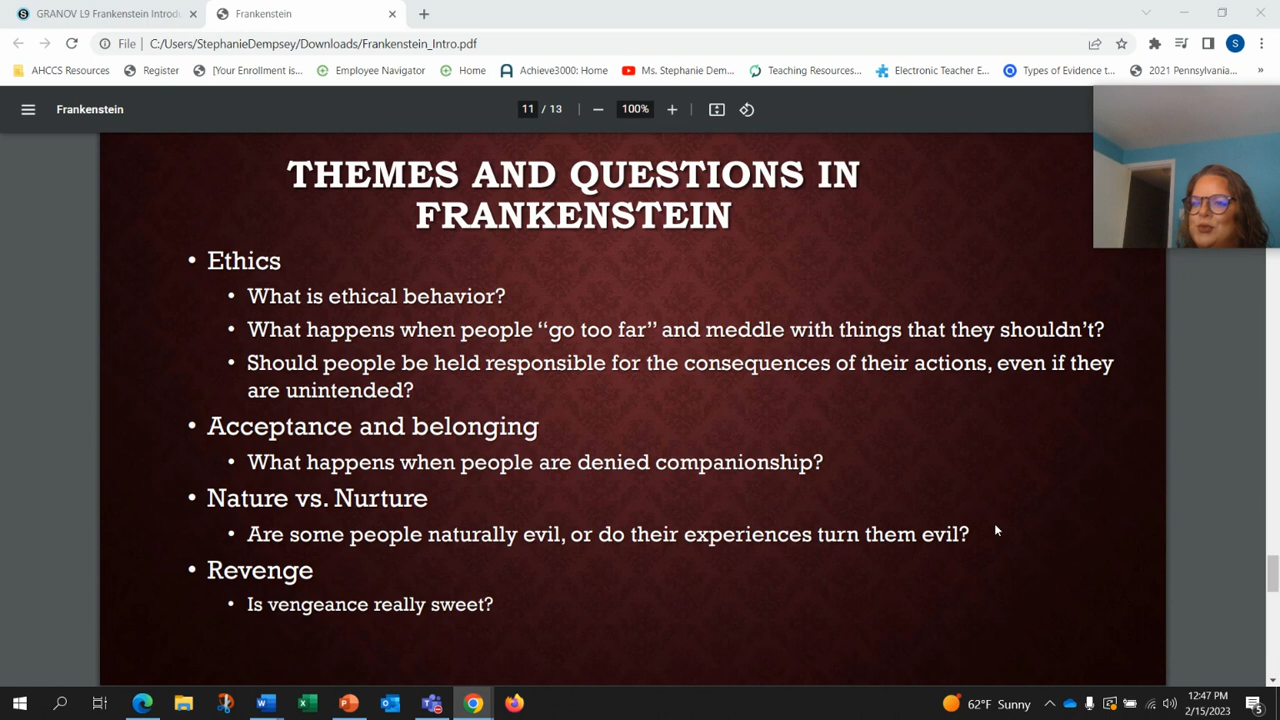 GRANOV L9 Frankenstein Introdu
Frankenstein
File
C:/Users/StephanieDempsey/Downloads/Frankenstein_Intro.pdf
S
AHCCS Resources
Register
[Your Enrollment is...
Employee Navigator
Home
Achieve3000: Home
Ms. Stephanie Dem...
Teaching Resources...
Electronic Teacher E...
Types of Evidence t...
2021 Pennsylvania...
»
Frankenstein
11 / 13
100%
THEMES AND QUESTIONS IN
FRANKENSTEIN
• Ethics
• What is ethical behavior?
• What happens when people “go too far” and meddle with things that they shouldn’t?
• Should people be held responsible for the consequences of their actions, even if they
are unintended?
• Acceptance and belonging
• What happens when people are denied companionship?
• Nature vs. Nurture
• Are some people naturally evil, or do their experiences turn them evil?
• Revenge
• Is vengeance really sweet?
62°F Sunny
12:47 PM
2/15/2023
5